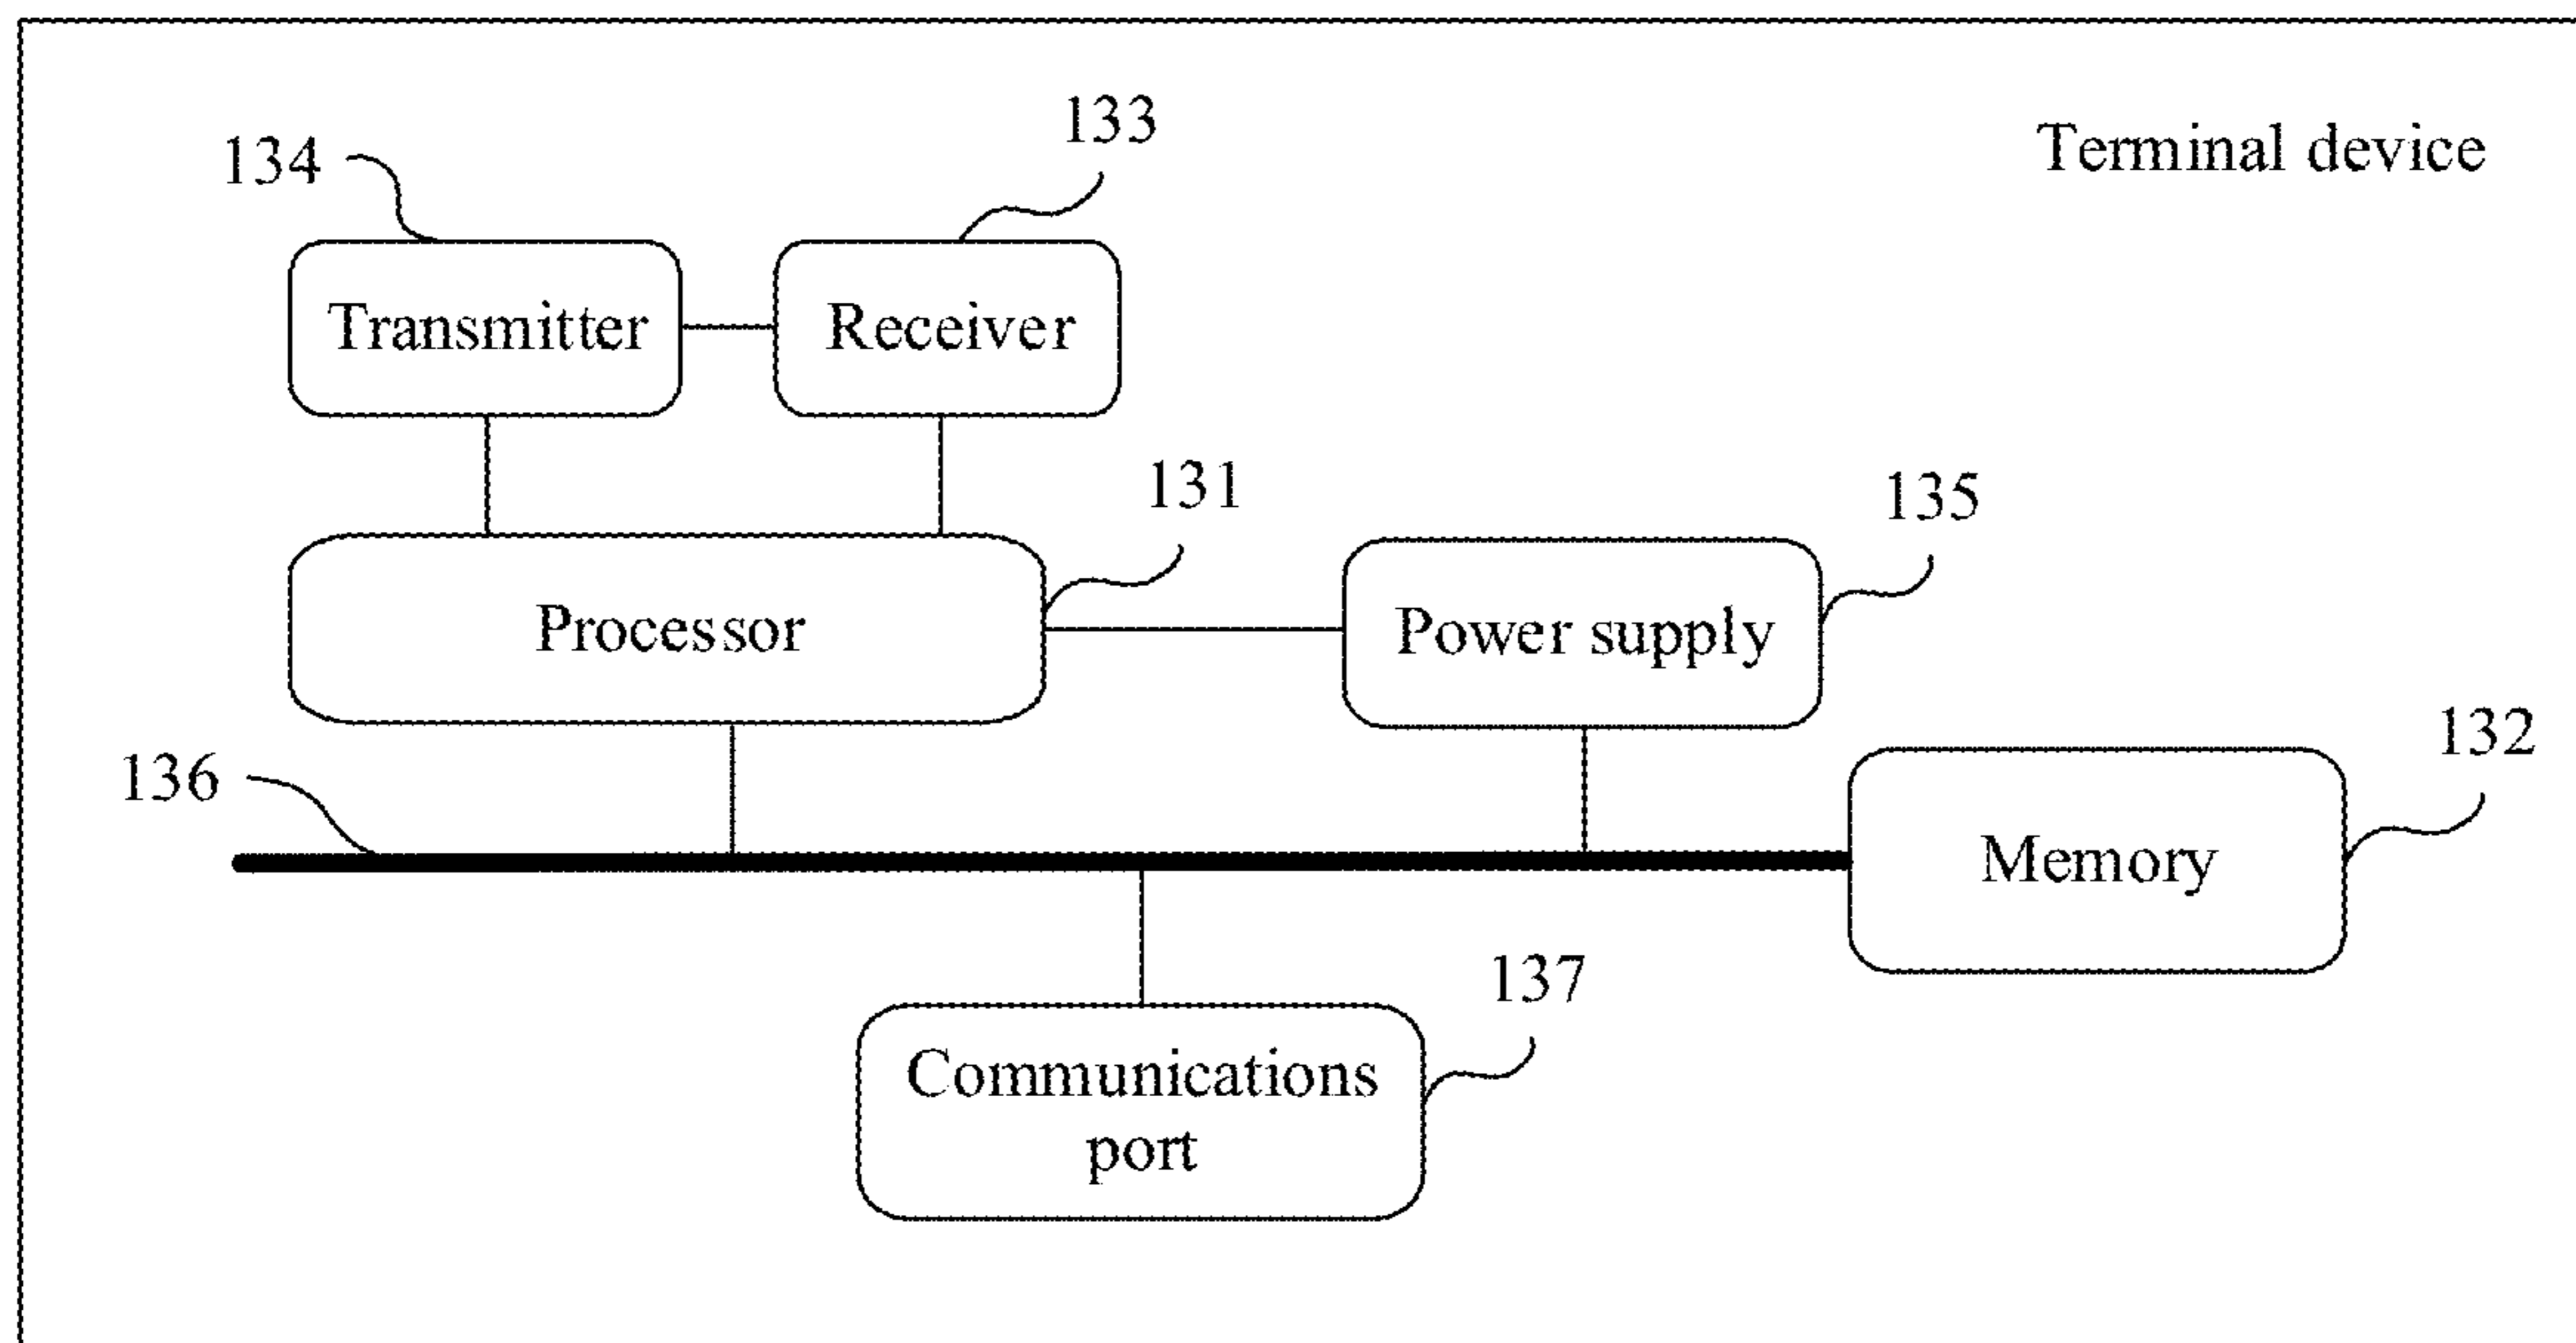 133
Terminal device
134
Transmitter
Receiver
131
135
Processor
Power supply
132
136
Memory
137
Communications
port